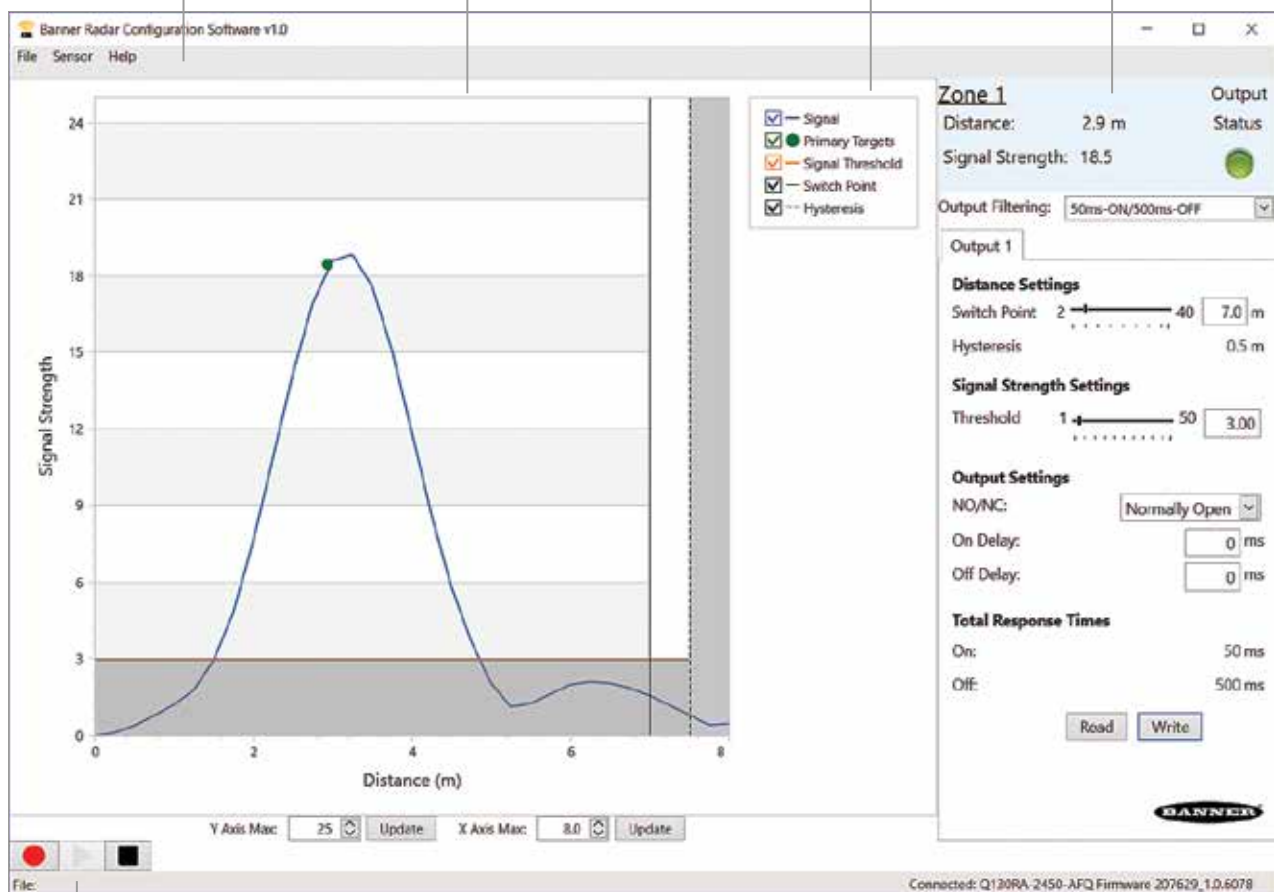 Banner Radar Configuration Software v1.0
File Sensor Help
24
21
18
15
12
9
6
3
0
Signal Strength
0 2 4 6 8
Distance (m)
Signal
Primary Targets
Signal Threshold
Switch Point
Hysteresis
Y Axis Max: 25 Update X Axis Max: 8.0 Update
Zone 1 Output
Distance: 2.9 m Status
Signal Strength: 18.5
Output Filtering: 50ms-ON/500ms-OFF
Output 1
Distance Settings
Switch Point 2 40 7.0 m
Hysteresis 0.5 m
Signal Strength Settings
Threshold 1 50 3.00
Output Settings
NO/NC: Normally Open
On Delay: 0 ms
Off Delay: 0 ms
Total Response Times
On: 50 ms
Off: 500 ms
Read Write
BANNER
File: Connected: Q130RA-2450-AFQ Firmware 207629_1.0.6078